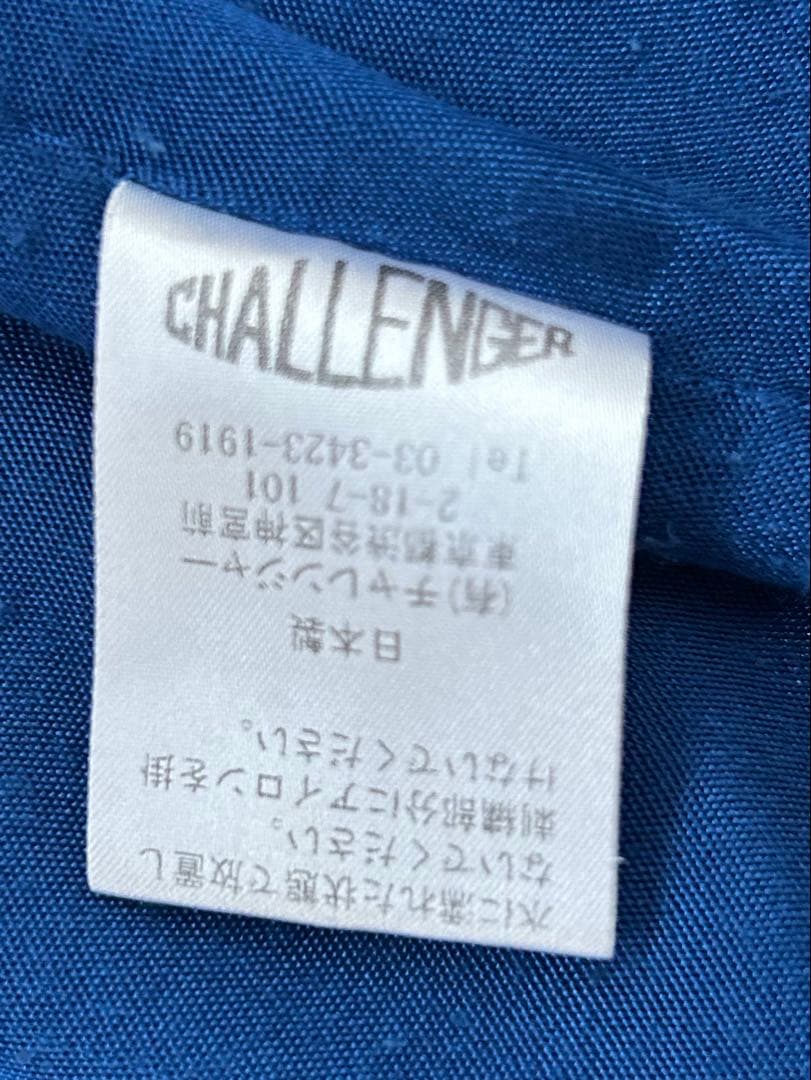 水に濡れた状態で放置し
ないでください。
刺繍部分にアイロンを掛
けないでください。
日本製
(有)チャレンジャー
東京都渋谷区神宮前
2-18-7 101
Tel 03-3423-1919
CHALLENGER